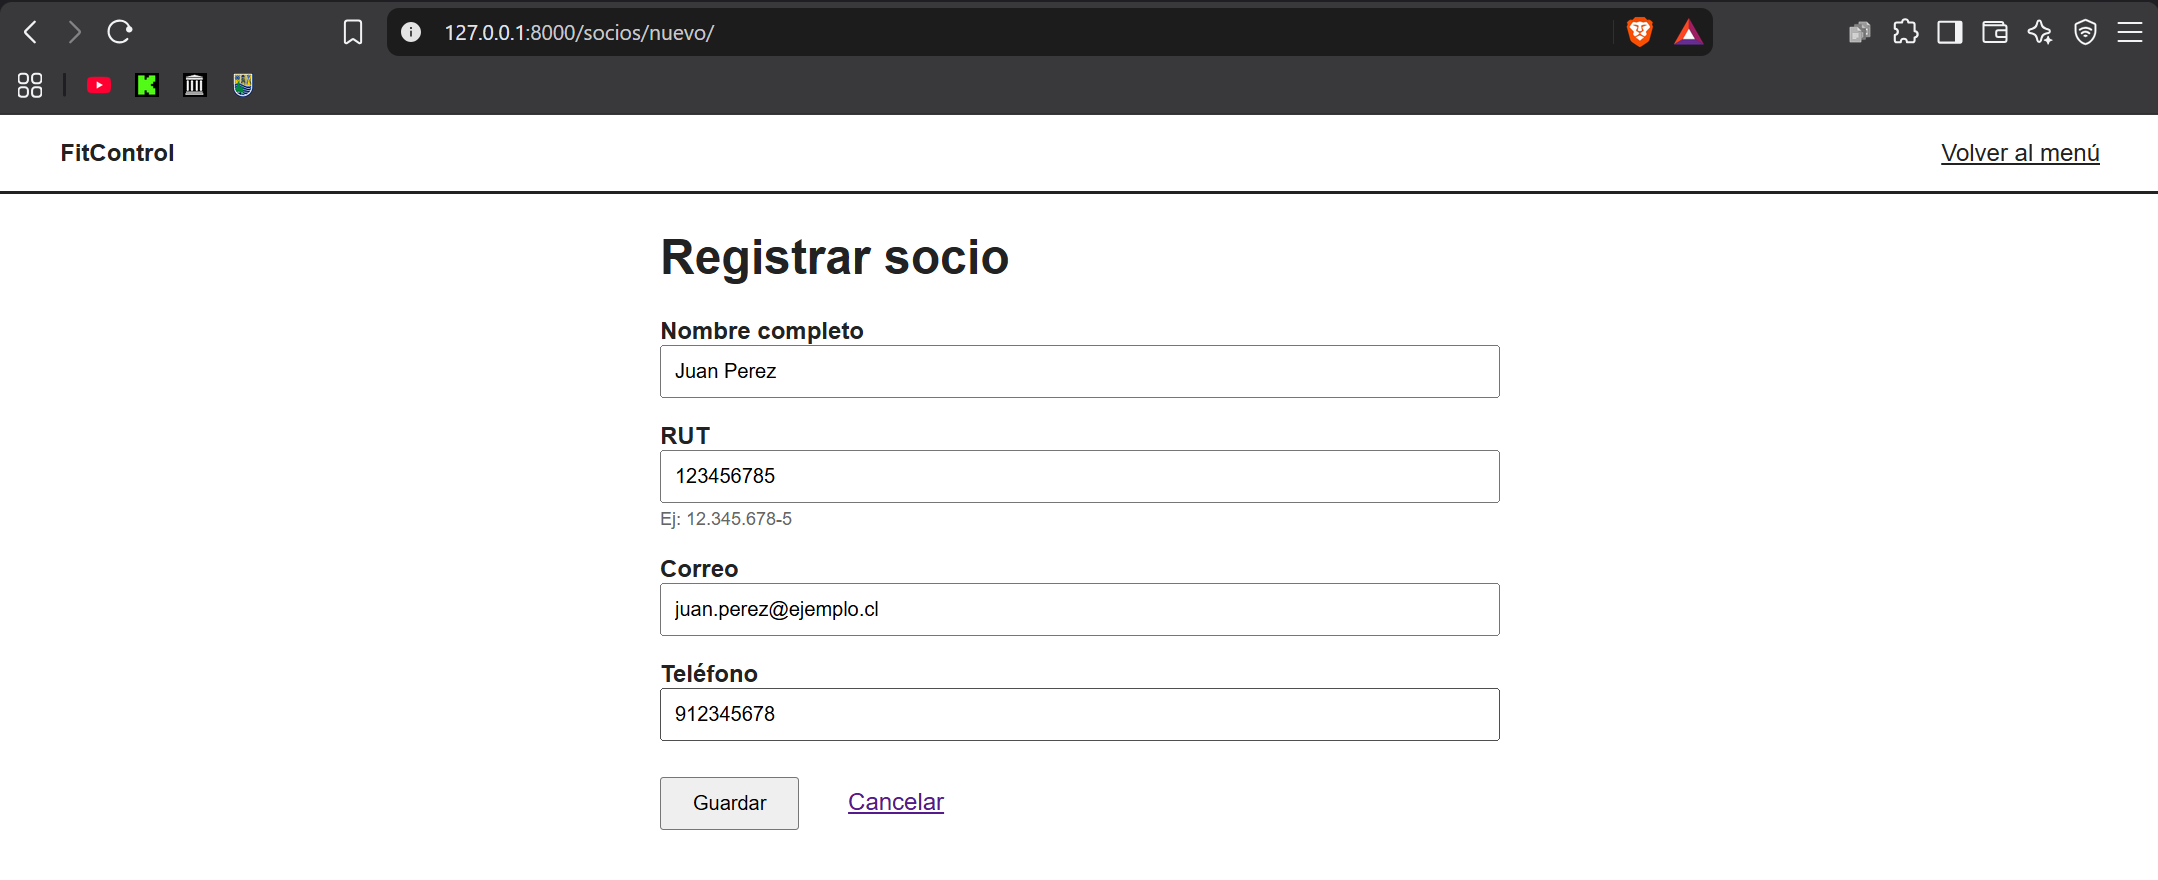 127.0.0.1:8000/socios/nuevo/
FitControl
Volver al menú
Registrar socio
Nombre completo
Juan Perez
RUT
123456785
Ej: 12.345.678-5
Correo
juan.perez@ejemplo.cl
Teléfono
912345678
Guardar
Cancelar